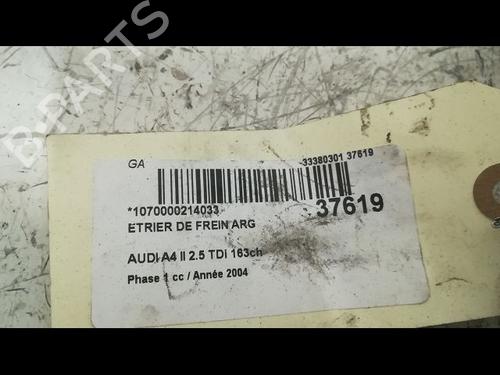 B-PARTS
GA
33380301 37619
*1070000214033
37619
ETRIER DE FREIN ARG
AUDI A4 II 2.5 TDI 163ch
Phase 1 cc / Année 2004